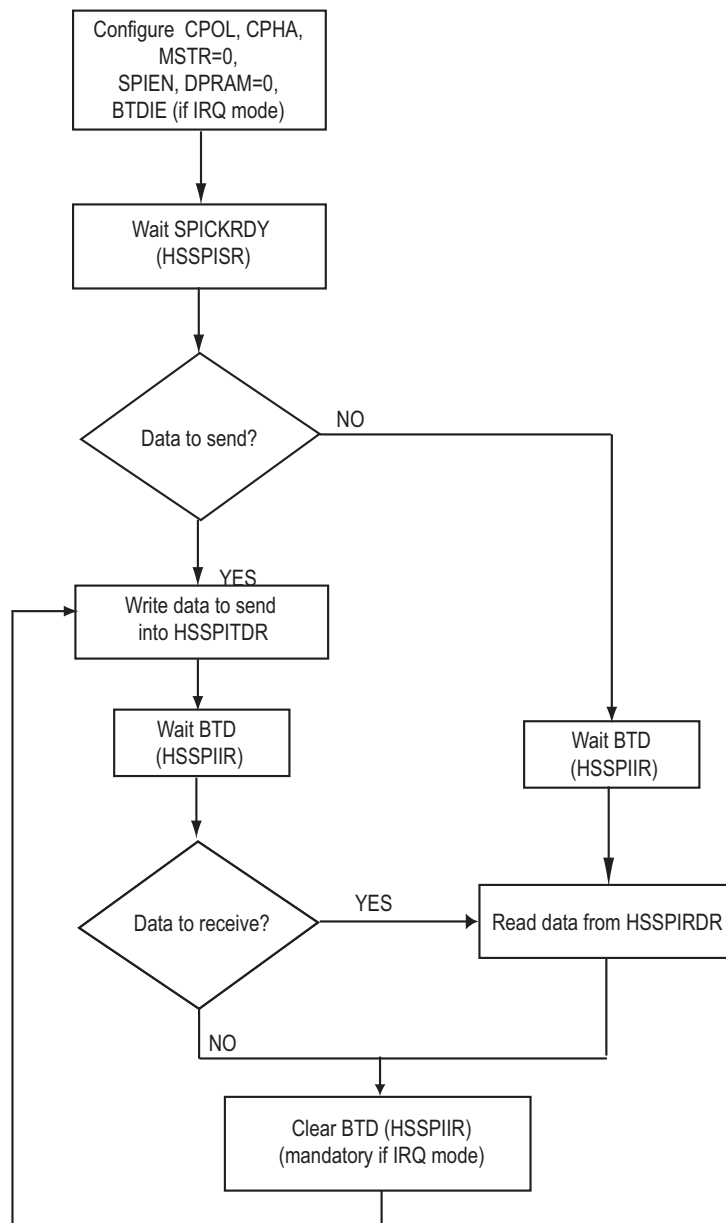 Configure CPOL, CPHA,
MSTR=0,
SPIEN, DPRAM=0,
BTDIE (if IRQ mode)
Wait SPICKRDY
(HSSPISR)
Data to send?
NO
YES
Write data to send
into HSSPITDR
Wait BTD
(HSSPIIR)
Wait BTD
(HSSPIIR)
Data to receive?
YES
Read data from HSSPIRDR
NO
Clear BTD (HSSPIIR)
(mandatory if IRQ mode)